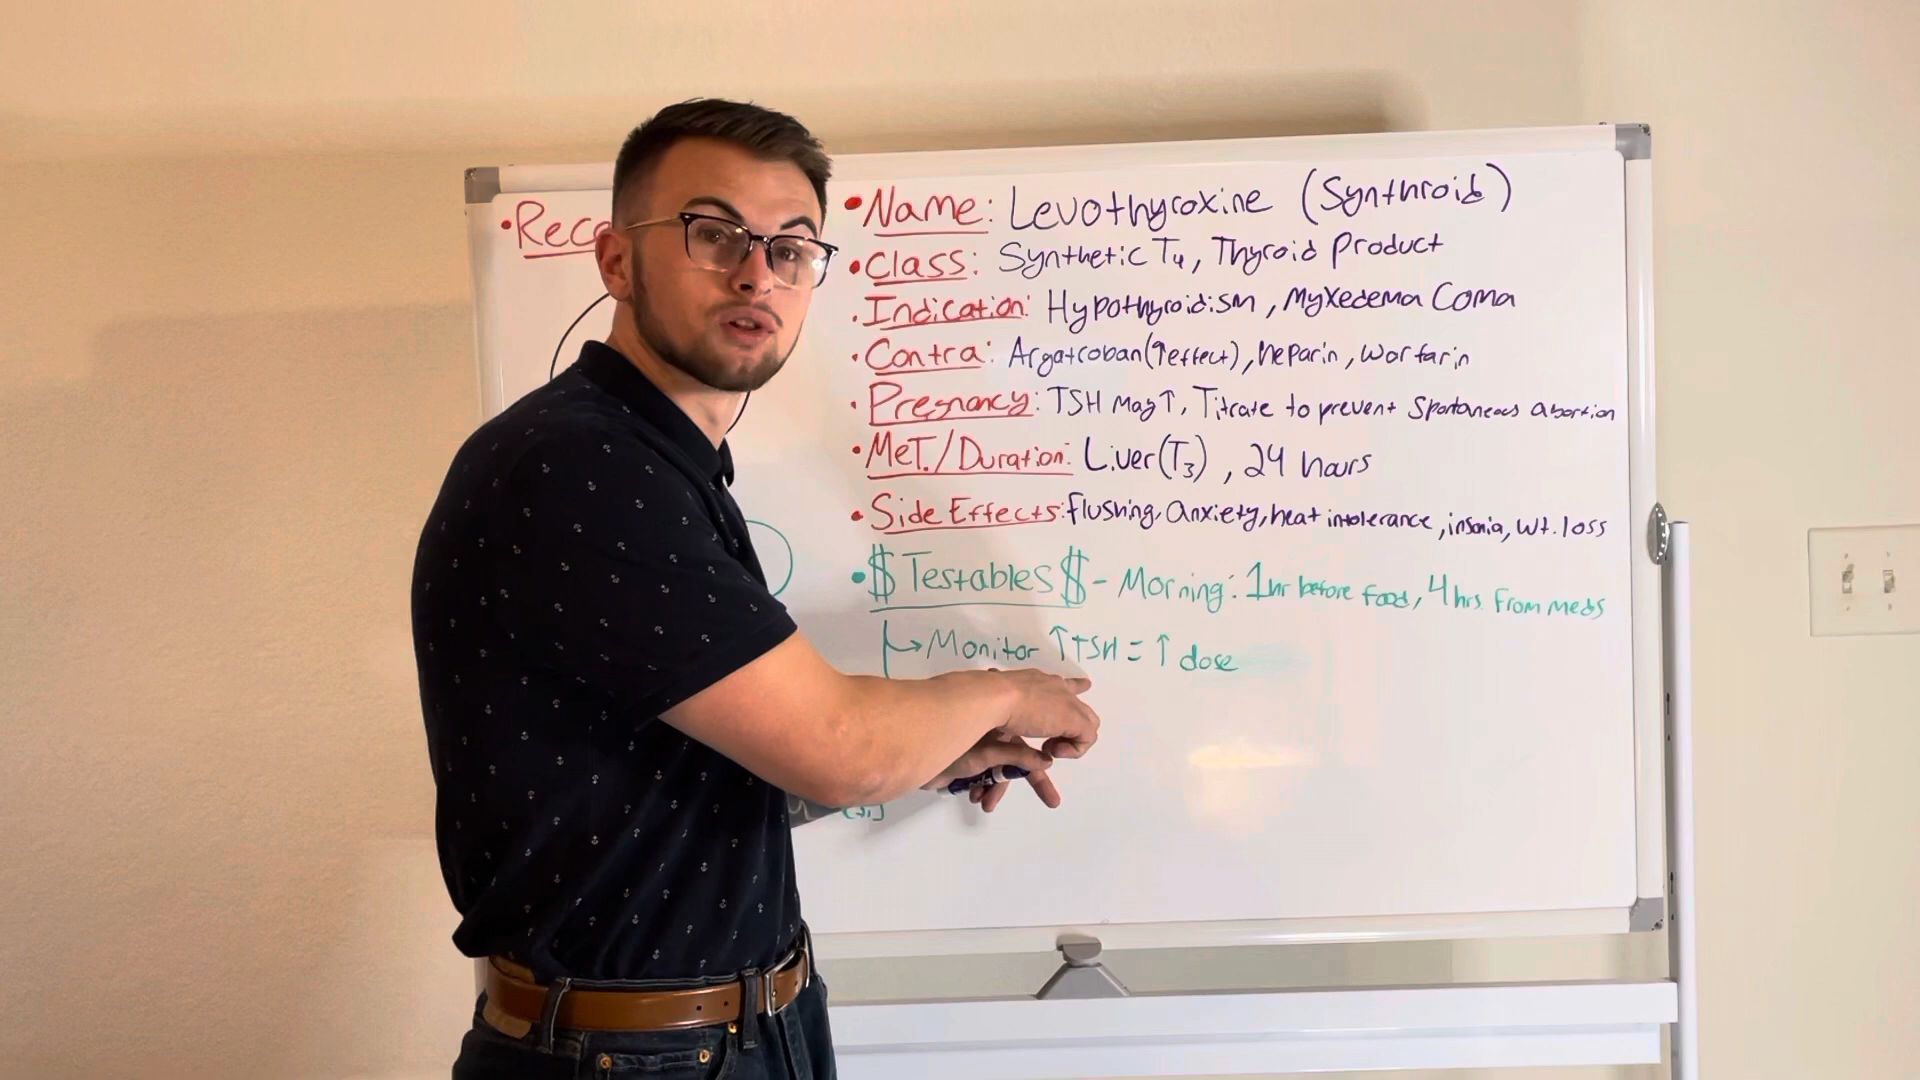 •Rece
•Name: Levothyroxine (Synthroid)
•Class: Synthetic T4, Thyroid Product
•Indication: Hypothyroidism, Myxedema Coma
•Contra: Argatroban(↑effect), heparin, warfarin
•Pregnancy: TSH may↑, Titrate to prevent spontaneous abortion
•Met./Duration: Liver(T3), 24 hours
•Side Effects: flushing, anxiety, heat intolerance, insonia, wt. loss
•$ Testables $ - Morning: 1hr before food, 4hrs. from meds
↳Monitor ↑TSH = ↑ dose